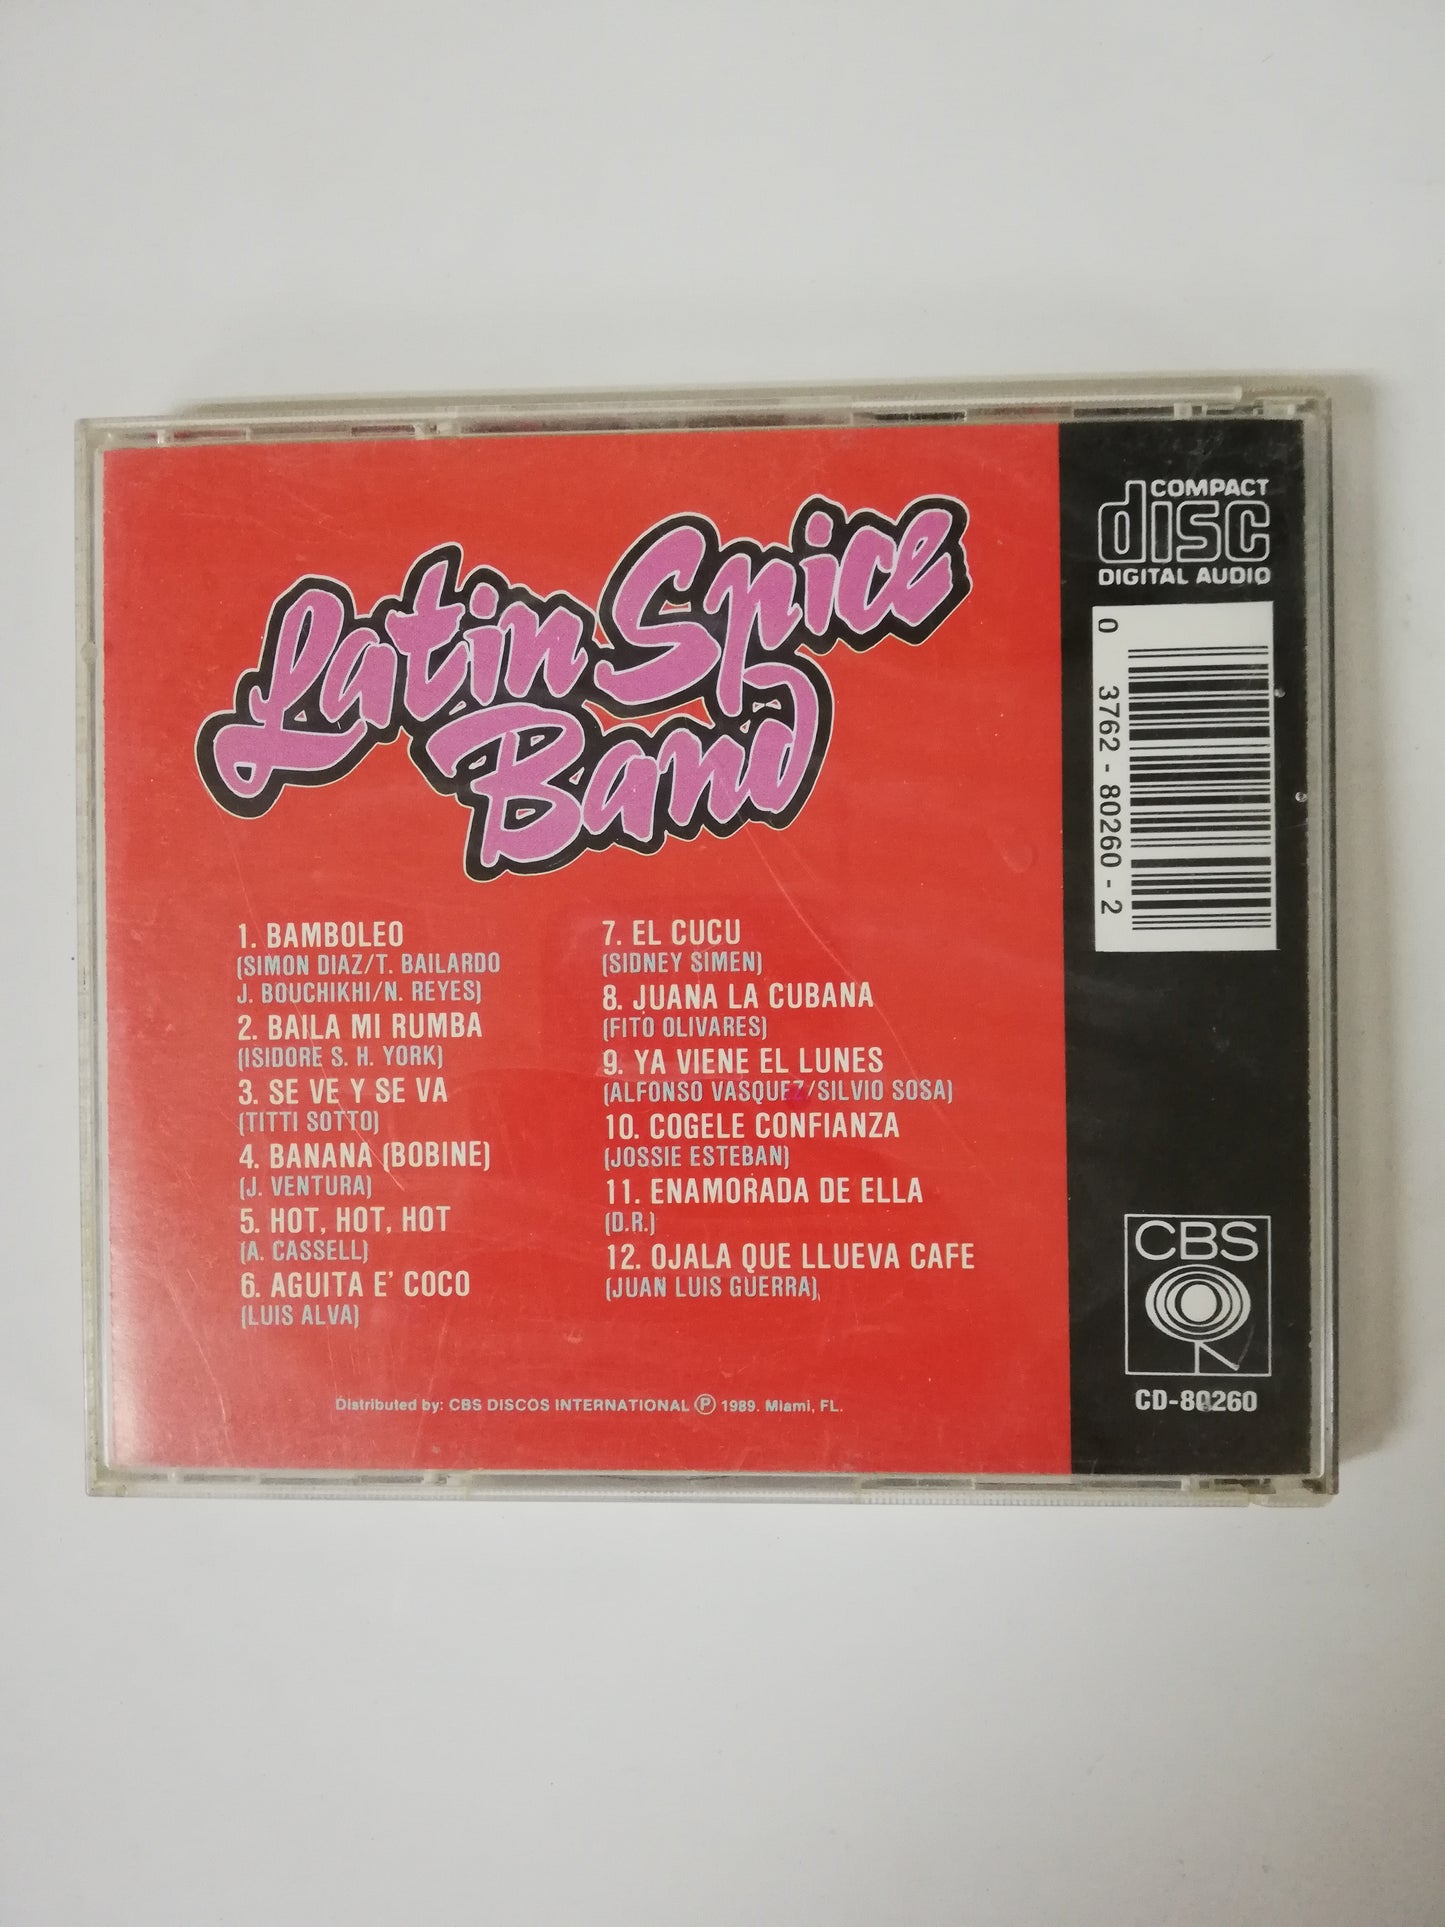 Latin Spice
Band
1. BAMBOLEO
(SIMON DIAZ/T. BAILARDO
J. BOUCHIKHI/N. REYES)
2. BAILA MI RUMBA
(ISIDORE S. H. YORK)
3. SE VE Y SE VA
(TITTI SOTTO)
4. BANANA (BOBINE)
(J. VENTURA)
5. HOT, HOT, HOT
(A. CASSELL)
6. AGUITA E' COCO
(LUIS ALVA)
7. EL CUCU
(SIDNEY SIMEN)
8. JUANA LA CUBANA
(FITO OLIVARES)
9. YA VIENE EL LUNES
(ALFONSO VASQUEZ/SILVIO SOSA)
10. COGELE CONFIANZA
(JOSSIE ESTEBAN)
11. ENAMORADA DE ELLA
(D.R.)
12. OJALA QUE LLUEVA CAFE
(JUAN LUIS GUERRA)
Distributed by: CBS DISCOS INTERNATIONAL Ⓟ 1989. Miami, FL.
COMPACT
disc
DIGITAL AUDIO
0 3762-80260-2
CBS
CD-80260